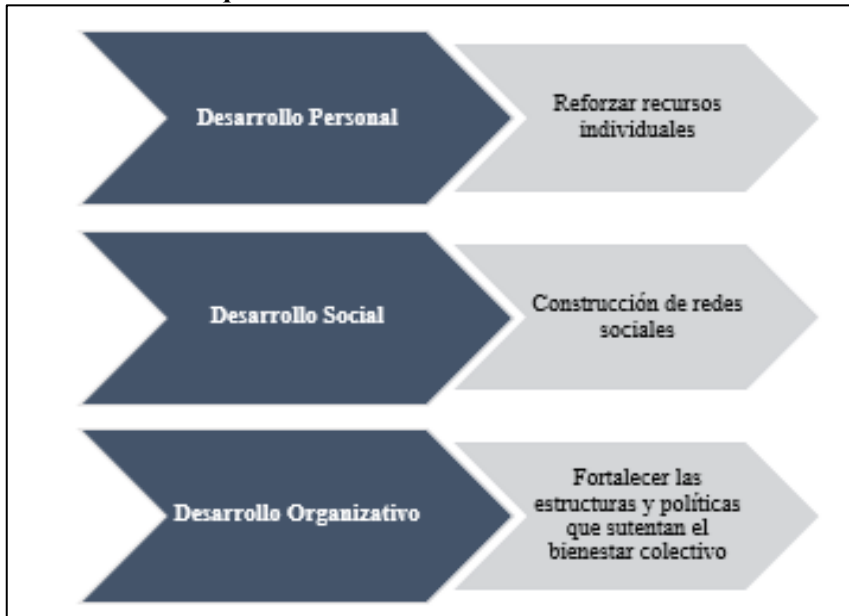 Desarrollo Personal
Reforzar recursos
individuales
Desarrollo Social
Construcción de redes
sociales
Desarrollo Organizativo
Fortalecer las
estructuras y políticas
que sutentan el
bienestar colectivo